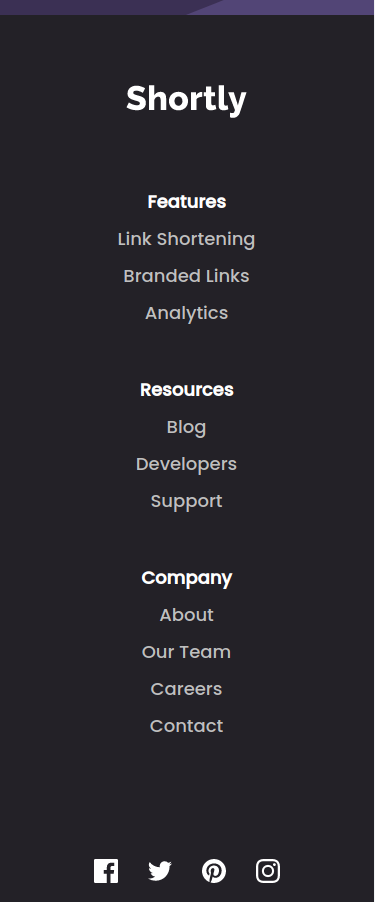 Shortly
Features
Link Shortening
Branded Links
Analytics
Resources
Blog
Developers
Support
Company
About
Our Team
Careers
Contact